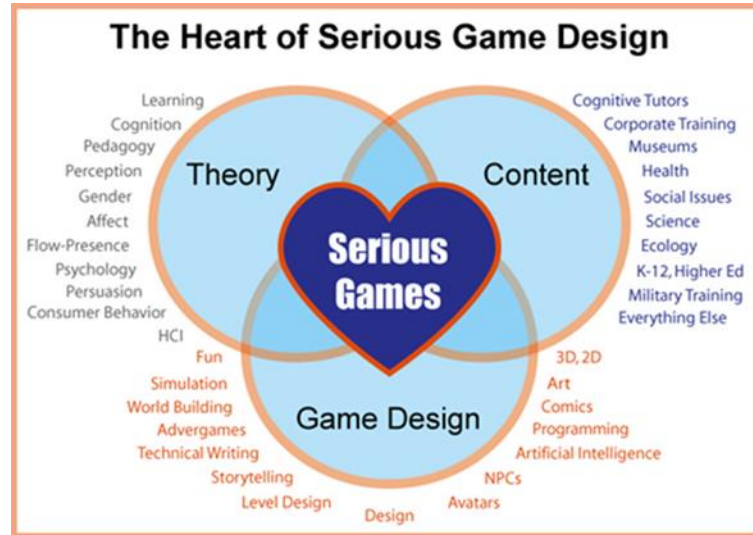 The Heart of Serious Game Design
Learning
Cognition
Pedagogy
Perception
Gender
Affect
Flow-Presence
Psychology
Persuasion
Consumer Behavior
HCI
Theory
Content
Cognitive Tutors
Corporate Training
Museums
Health
Social Issues
Science
Ecology
K-12, Higher Ed
Military Training
Everything Else
Serious
Games
Game Design
Fun
Simulation
World Building
Advergames
Technical Writing
Storytelling
Level Design
Design
3D, 2D
Art
Comics
Programming
Artificial Intelligence
NPCs
Avatars